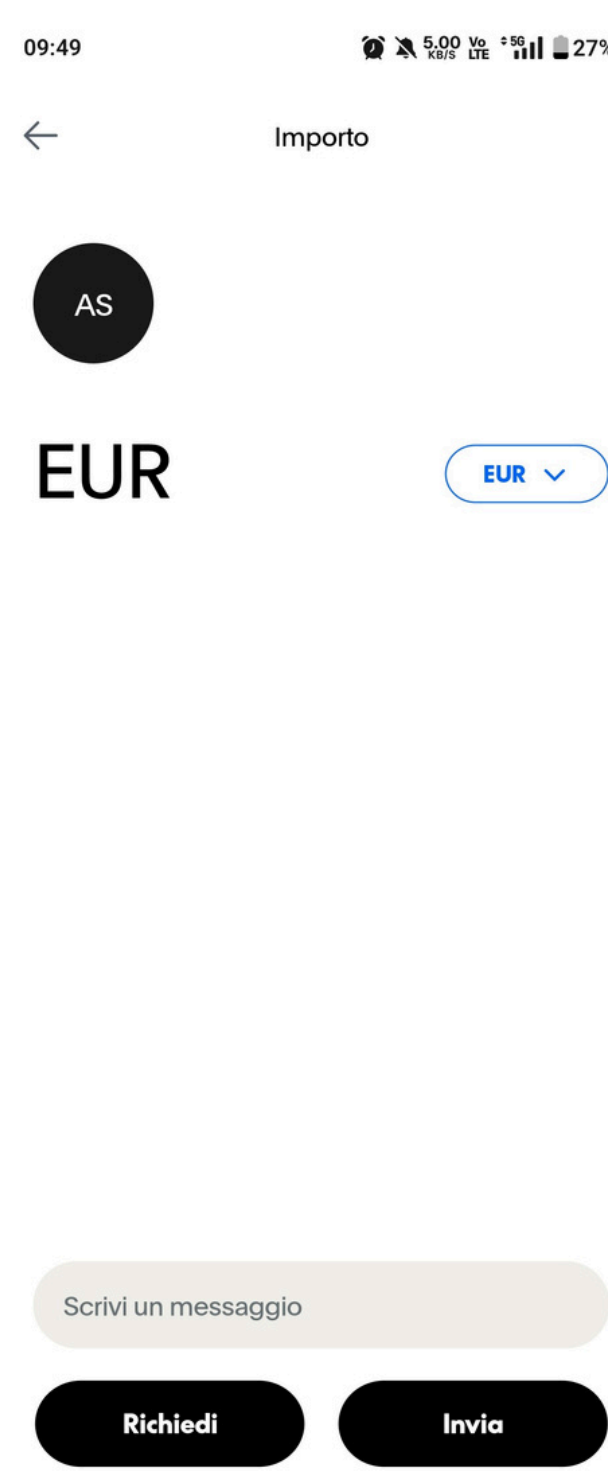 09:49 5.00 KB/S Vo LTE 5G 27%
Importo
AS
EUR EUR
Scrivi un messaggio
Richiedi Invia